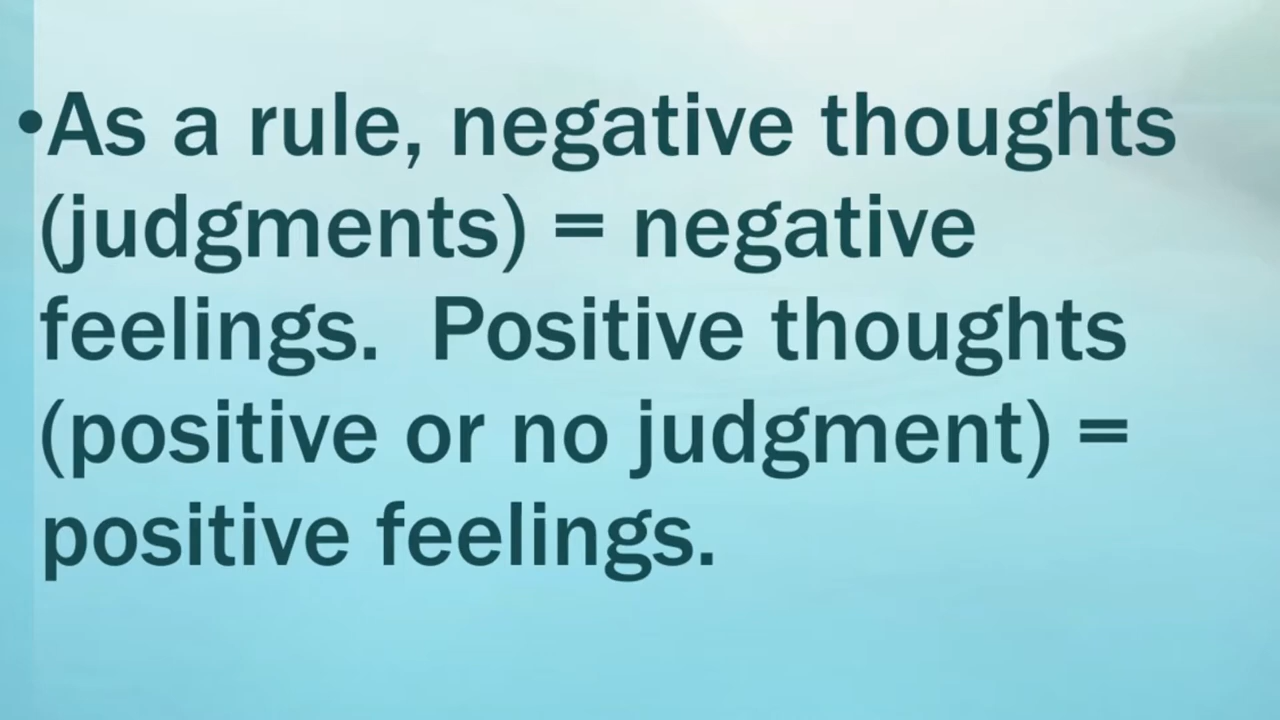 •As a rule, negative thoughts
(judgments) = negative
feelings.  Positive thoughts
(positive or no judgment) =
positive feelings.